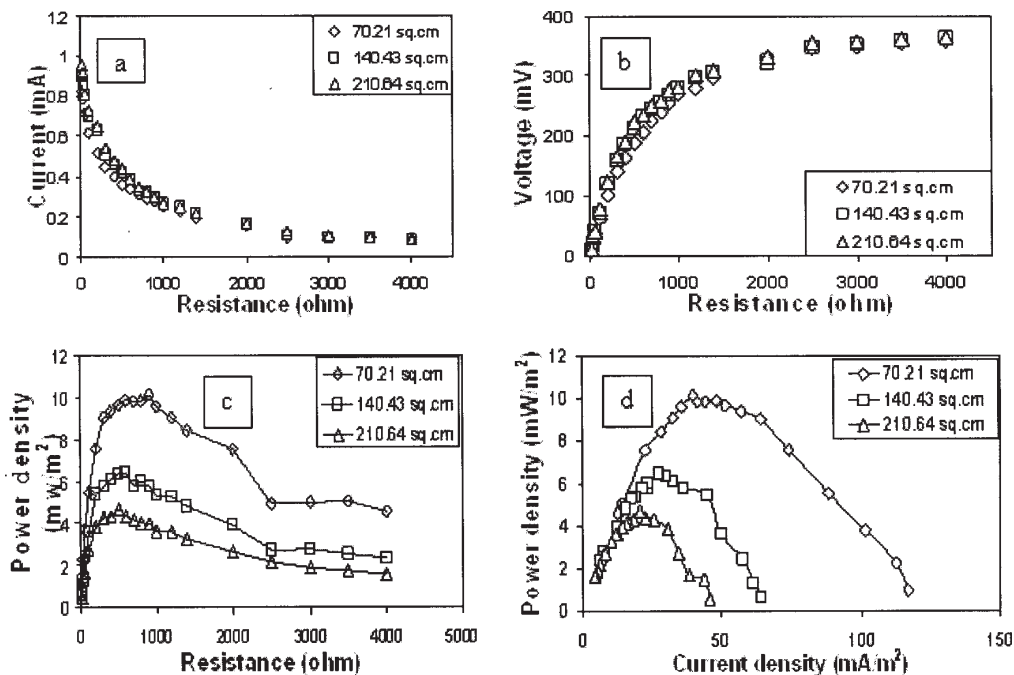 1.2
1
0.8
0.6
0.4
0.2
0
Current (mA)
a
70.21 sq.cm
140.43 sq.cm
210.64 sq.cm
0 1000 2000 3000 4000
Resistance (ohm)
400
300
200
100
0
Voltage (mV)
b
70.21 sq.cm
140.43 sq.cm
210.64 sq.cm
0 1000 2000 3000 4000
Resistance (ohm)
12
10
8
6
4
2
0
Power density
(mW/m²)
c
70.21 sq.cm
140.43 sq.cm
210.64 sq.cm
0 1000 2000 3000 4000 5000
Resistance (ohm)
12
10
8
6
4
2
0
Power density (mW/m²)
d
70.21 sq.cm
140.43 sq.cm
210.64 sq.cm
0 50 100 150
Current density (mA/m²)